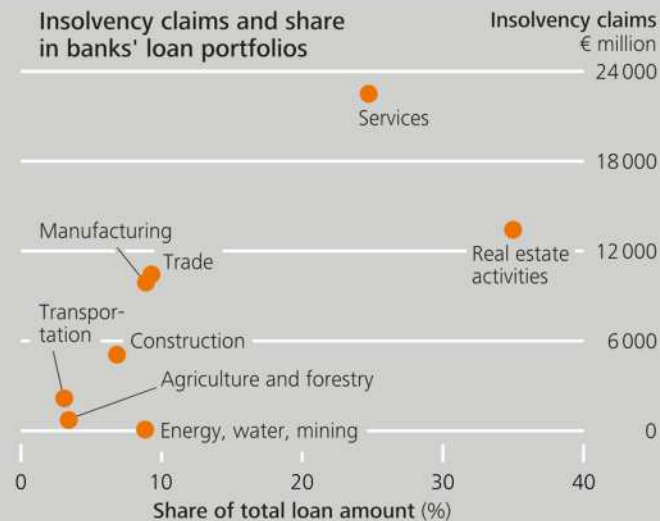 Insolvency claims and share
in banks' loan portfolios
Insolvency claims
€ million
24 000
Services
18 000
Manufacturing
Trade
Real estate
activities
12 000
Transpor-
tation
Construction
6 000
Agriculture and forestry
Energy, water, mining
0
0 10 20 30 40
Share of total loan amount (%)